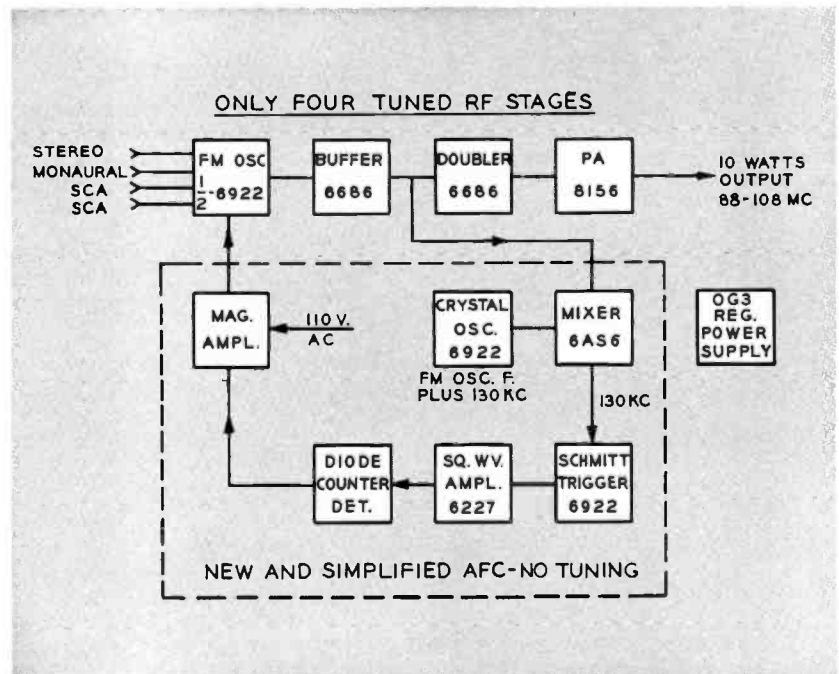 ONLY FOUR TUNED RF STAGES
STEREO
MONAURAL
SCA
SCA
FM OSC
1/2-6922
BUFFER
6686
DOUBLER
6686
PA
8156
10 WATTS
OUTPUT
88-108 MC
MAG.
AMPL.
110 V.
AC
CRYSTAL
OSC.
6922
FM OSC. F.
PLUS 130 KC
MIXER
6AS6
OG3
REG.
POWER
SUPPLY
130 KC
DIODE
COUNTER
DET.
SQ. WV.
AMPL.
6227
SCHMITT
TRIGGER
6922
NEW AND SIMPLIFIED AFC-NO TUNING